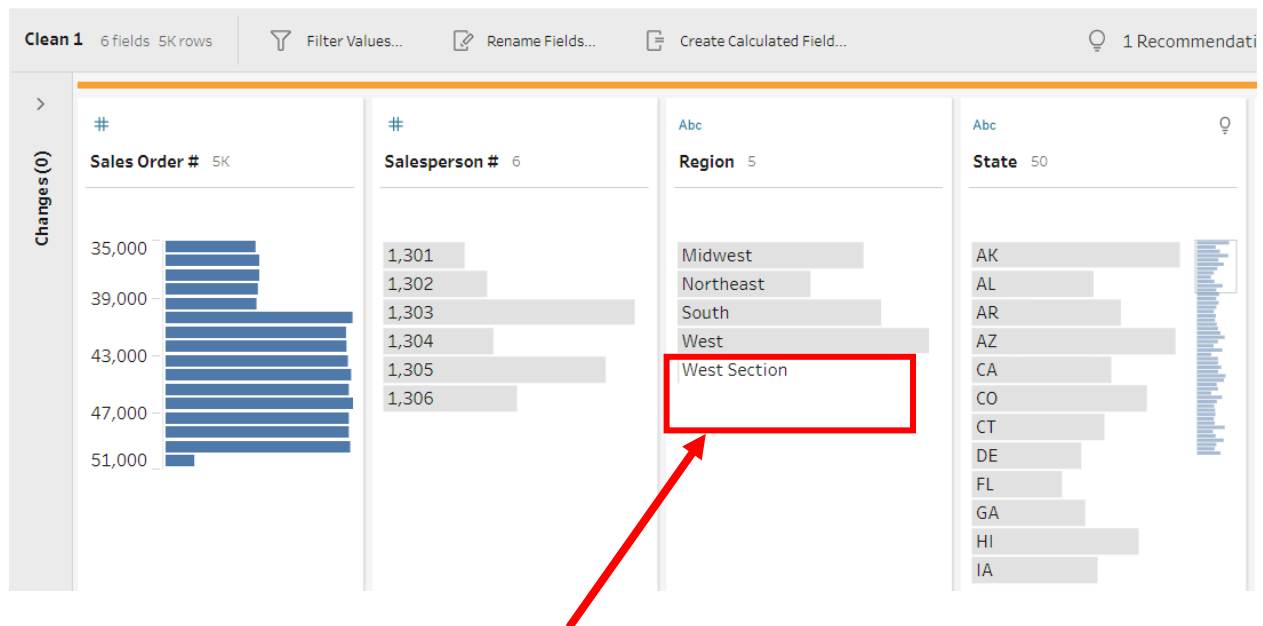 Clean 1 6 fields 5K rows Filter Values... Rename Fields... Create Calculated Field... 1 Recommendati
Changes (0)
# # Abc Abc
Sales Order # 5K Salesperson # 6 Region 5 State 50
35,000
39,000
43,000
47,000
51,000
1,301
1,302
1,303
1,304
1,305
1,306
Midwest
Northeast
South
West
West Section
AK
AL
AR
AZ
CA
CO
CT
DE
FL
GA
HI
IA